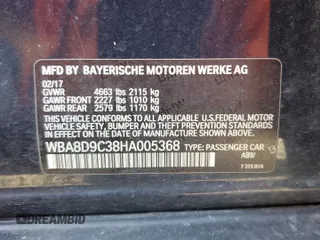 MFD BY BAYERISCHE MOTOREN WERKE AG
02/17
GVWR 4663 lbs 2115 kg
GAWR FRONT 2227 lbs 1010 kg
GAWR REAR 2579 lbs 1170 kg
THIS VEHICLE CONFORMS TO ALL APPLICABLE U.S. FEDERAL MOTOR
VEHICLE SAFETY, BUMPER, AND THEFT PREVENTION STANDARDS IN
EFFECT ON THE DATE OF MANUFACTURE SHOWN ABOVE.
WBA8D9C38HA005368 TYPE: PASSENGER CAR
A89/
DREAMBID